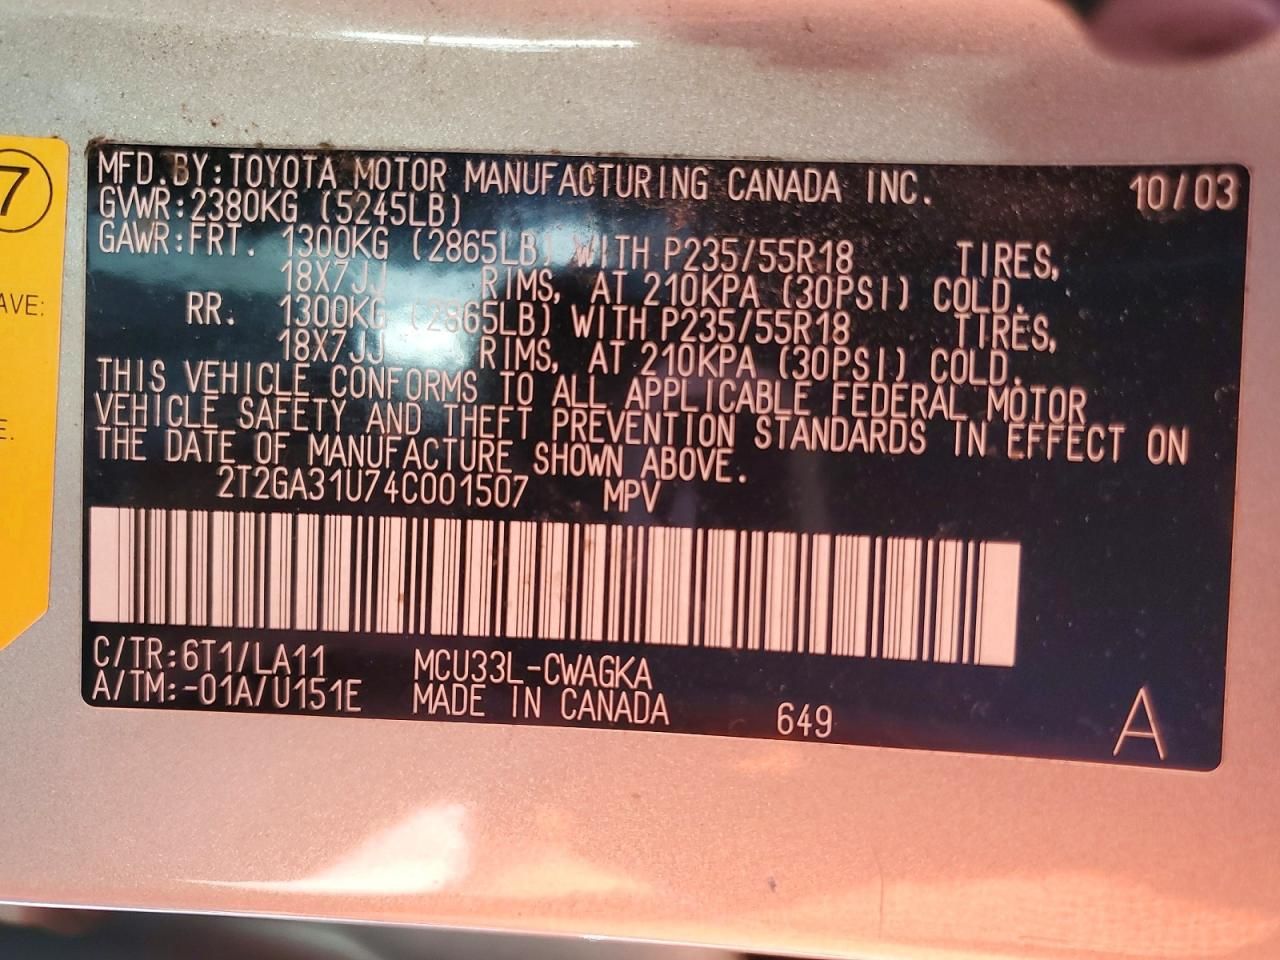 7
AVE:
E.
MFD.BY:TOYOTA MOTOR MANUFACTURING CANADA INC. 10/03
GVWR:2380KG (5245LB)
GAWR:FRT. 1300KG (2865LB) WITH P235/55R18 TIRES,
18X7JJ RIMS, AT 210KPA (30PSI) COLD.
RR. 1300KG (2865LB) WITH P235/55R18 TIRES,
18X7JJ RIMS, AT 210KPA (30PSI) COLD.
THIS VEHICLE CONFORMS TO ALL APPLICABLE FEDERAL MOTOR
VEHICLE SAFETY AND THEFT PREVENTION STANDARDS IN EFFECT ON
THE DATE OF MANUFACTURE SHOWN ABOVE.
2T2GA31U74C001507 MPV
C/TR:6T1/LA11 MCU33L-CWAGKA
A/TM:-01A/U151E MADE IN CANADA 649 A